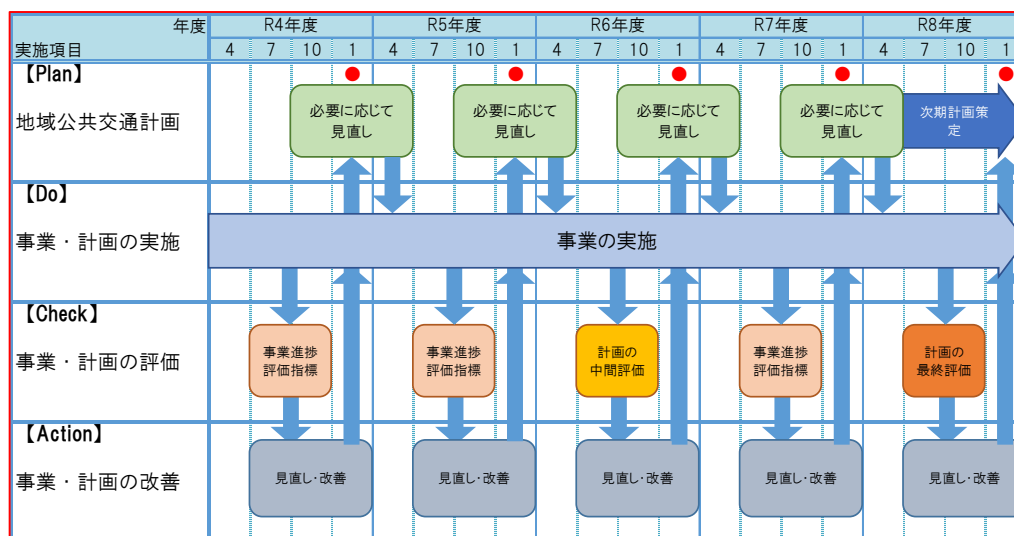 年度 R4年度 R5年度 R6年度 R7年度 R8年度
実施項目 4 7 10 1 4 7 10 1 4 7 10 1 4 7 10 1 4 7 10 1
【Plan】
地域公共交通計画
必要に応じて
見直し
必要に応じて
見直し
必要に応じて
見直し
必要に応じて
見直し
次期計画策
定
【Do】
事業・計画の実施
事業の実施
【Check】
事業・計画の評価
事業進捗
評価指標
事業進捗
評価指標
計画の
中間評価
事業進捗
評価指標
計画の
最終評価
【Action】
事業・計画の改善
見直し・改善
見直し・改善
見直し・改善
見直し・改善
見直し・改善